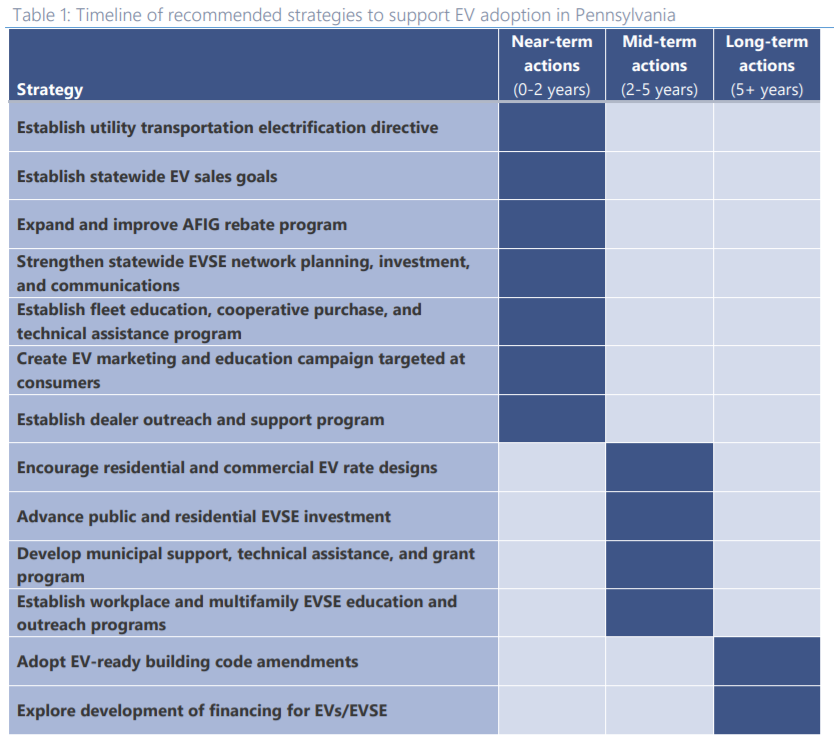 Table 1: Timeline of recommended strategies to support EV adoption in Pennsylvania
Strategy
Near-term
actions
(0-2 years)
Mid-term
actions
(2-5 years)
Long-term
actions
(5+ years)
Establish utility transportation electrification directive
Establish statewide EV sales goals
Expand and improve AFIG rebate program
Strengthen statewide EVSE network planning, investment,
and communications
Establish fleet education, cooperative purchase, and
technical assistance program
Create EV marketing and education campaign targeted at
consumers
Establish dealer outreach and support program
Encourage residential and commercial EV rate designs
Advance public and residential EVSE investment
Develop municipal support, technical assistance, and grant
program
Establish workplace and multifamily EVSE education and
outreach programs
Adopt EV-ready building code amendments
Explore development of financing for EVs/EVSE